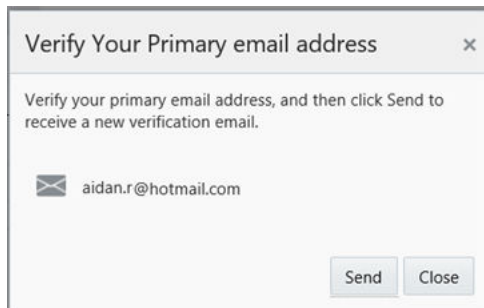 Verify Your Primary email address
Verify your primary email address, and then click Send to
receive a new verification email.
aidan.r@hotmail.com
Send Close